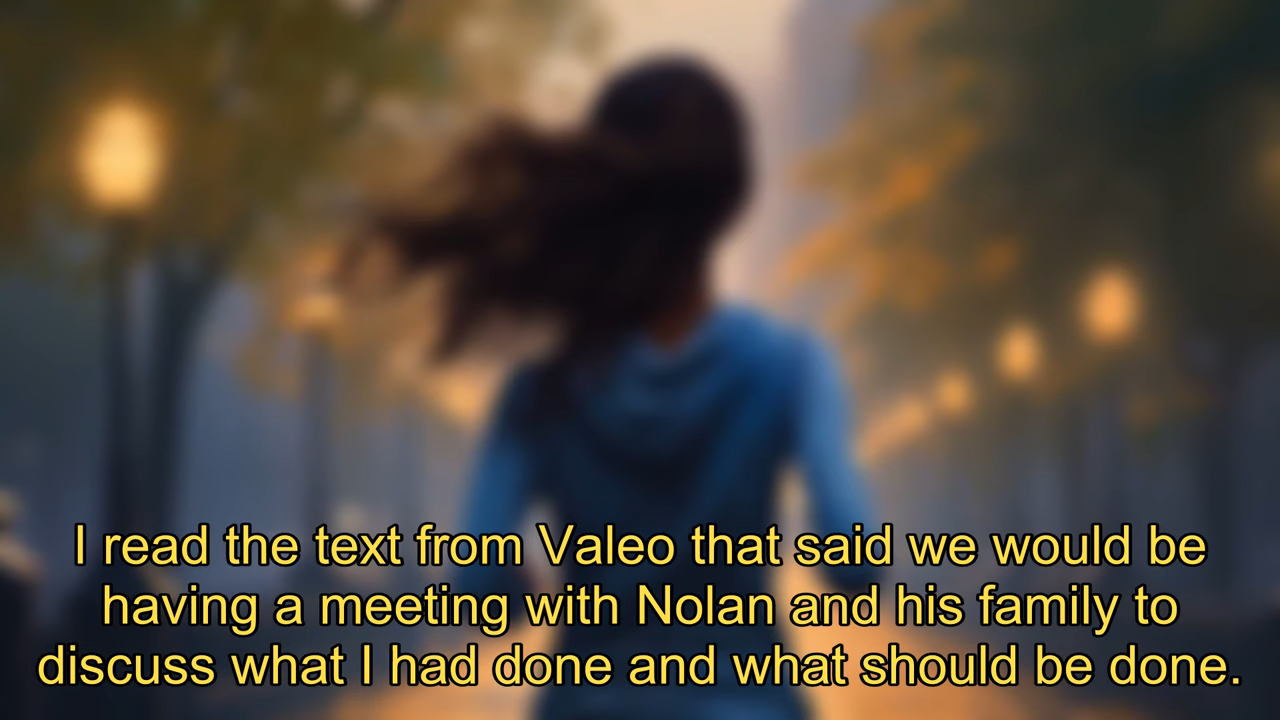 I read the text from Valeo that said we would be
having a meeting with Nolan and his family to
discuss what I had done and what should be done.